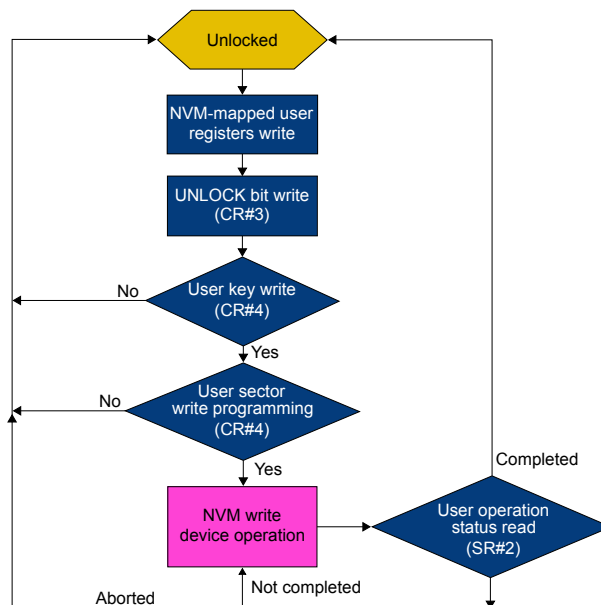 Unlocked
NVM-mapped user
registers write
UNLOCK bit write
(CR#3)
User key write
(CR#4)
No
Yes
User sector
write programming
(CR#4)
No
Yes
Completed
NVM write
device operation
User operation
status read
(SR#2)
Not completed
Aborted